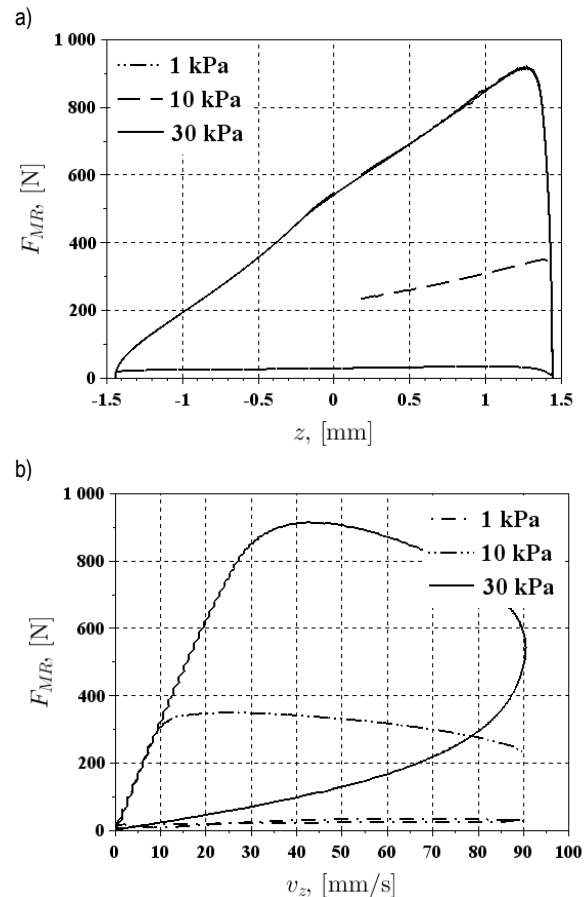 a)
1 000
800
600
400
200
0
F_MR, [N]
1 kPa
10 kPa
30 kPa
-1.5 -1 -0.5 0 0.5 1 1.5
z, [mm]
b)
1 000
800
600
400
200
0
F_MR, [N]
1 kPa
10 kPa
30 kPa
0 10 20 30 40 50 60 70 80 90 100
v_z, [mm/s]